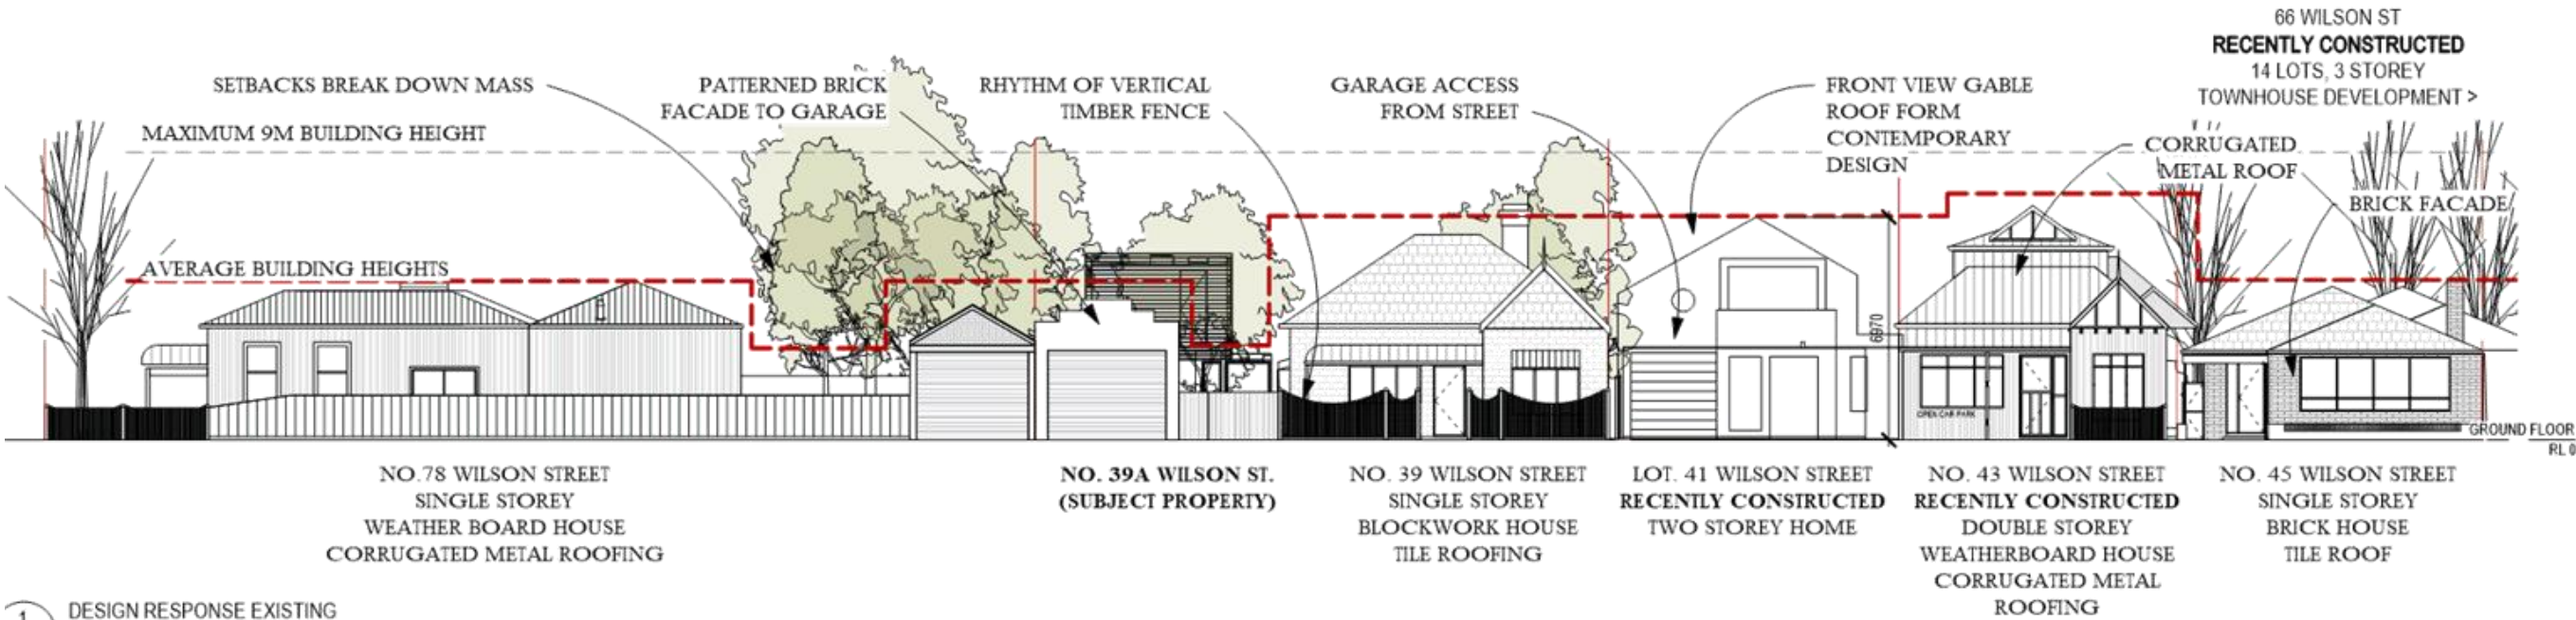 66 WILSON ST
RECENTLY CONSTRUCTED
14 LOTS, 3 STOREY
TOWNHOUSE DEVELOPMENT >
SETBACKS BREAK DOWN MASS
PATTERNED BRICK
FACADE TO GARAGE
RHYTHM OF VERTICAL
TIMBER FENCE
GARAGE ACCESS
FROM STREET
FRONT VIEW GABLE
ROOF FORM
CONTEMPORARY
DESIGN
MAXIMUM 9M BUILDING HEIGHT
CORRUGATED
METAL ROOF
BRICK FACADE
AVERAGE BUILDING HEIGHTS
6970
OPEN CAR PARK
GROUND FLOOR
RL 0
NO.78 WILSON STREET
SINGLE STOREY
WEATHER BOARD HOUSE
CORRUGATED METAL ROOFING
NO. 39A WILSON ST.
(SUBJECT PROPERTY)
NO. 39 WILSON STREET
SINGLE STOREY
BLOCKWORK HOUSE
TILE ROOFING
LOT. 41 WILSON STREET
RECENTLY CONSTRUCTED
TWO STOREY HOME
NO. 43 WILSON STREET
RECENTLY CONSTRUCTED
DOUBLE STOREY
WEATHERBOARD HOUSE
CORRUGATED METAL
ROOFING
NO. 45 WILSON STREET
SINGLE STOREY
BRICK HOUSE
TILE ROOF
1
DESIGN RESPONSE EXISTING